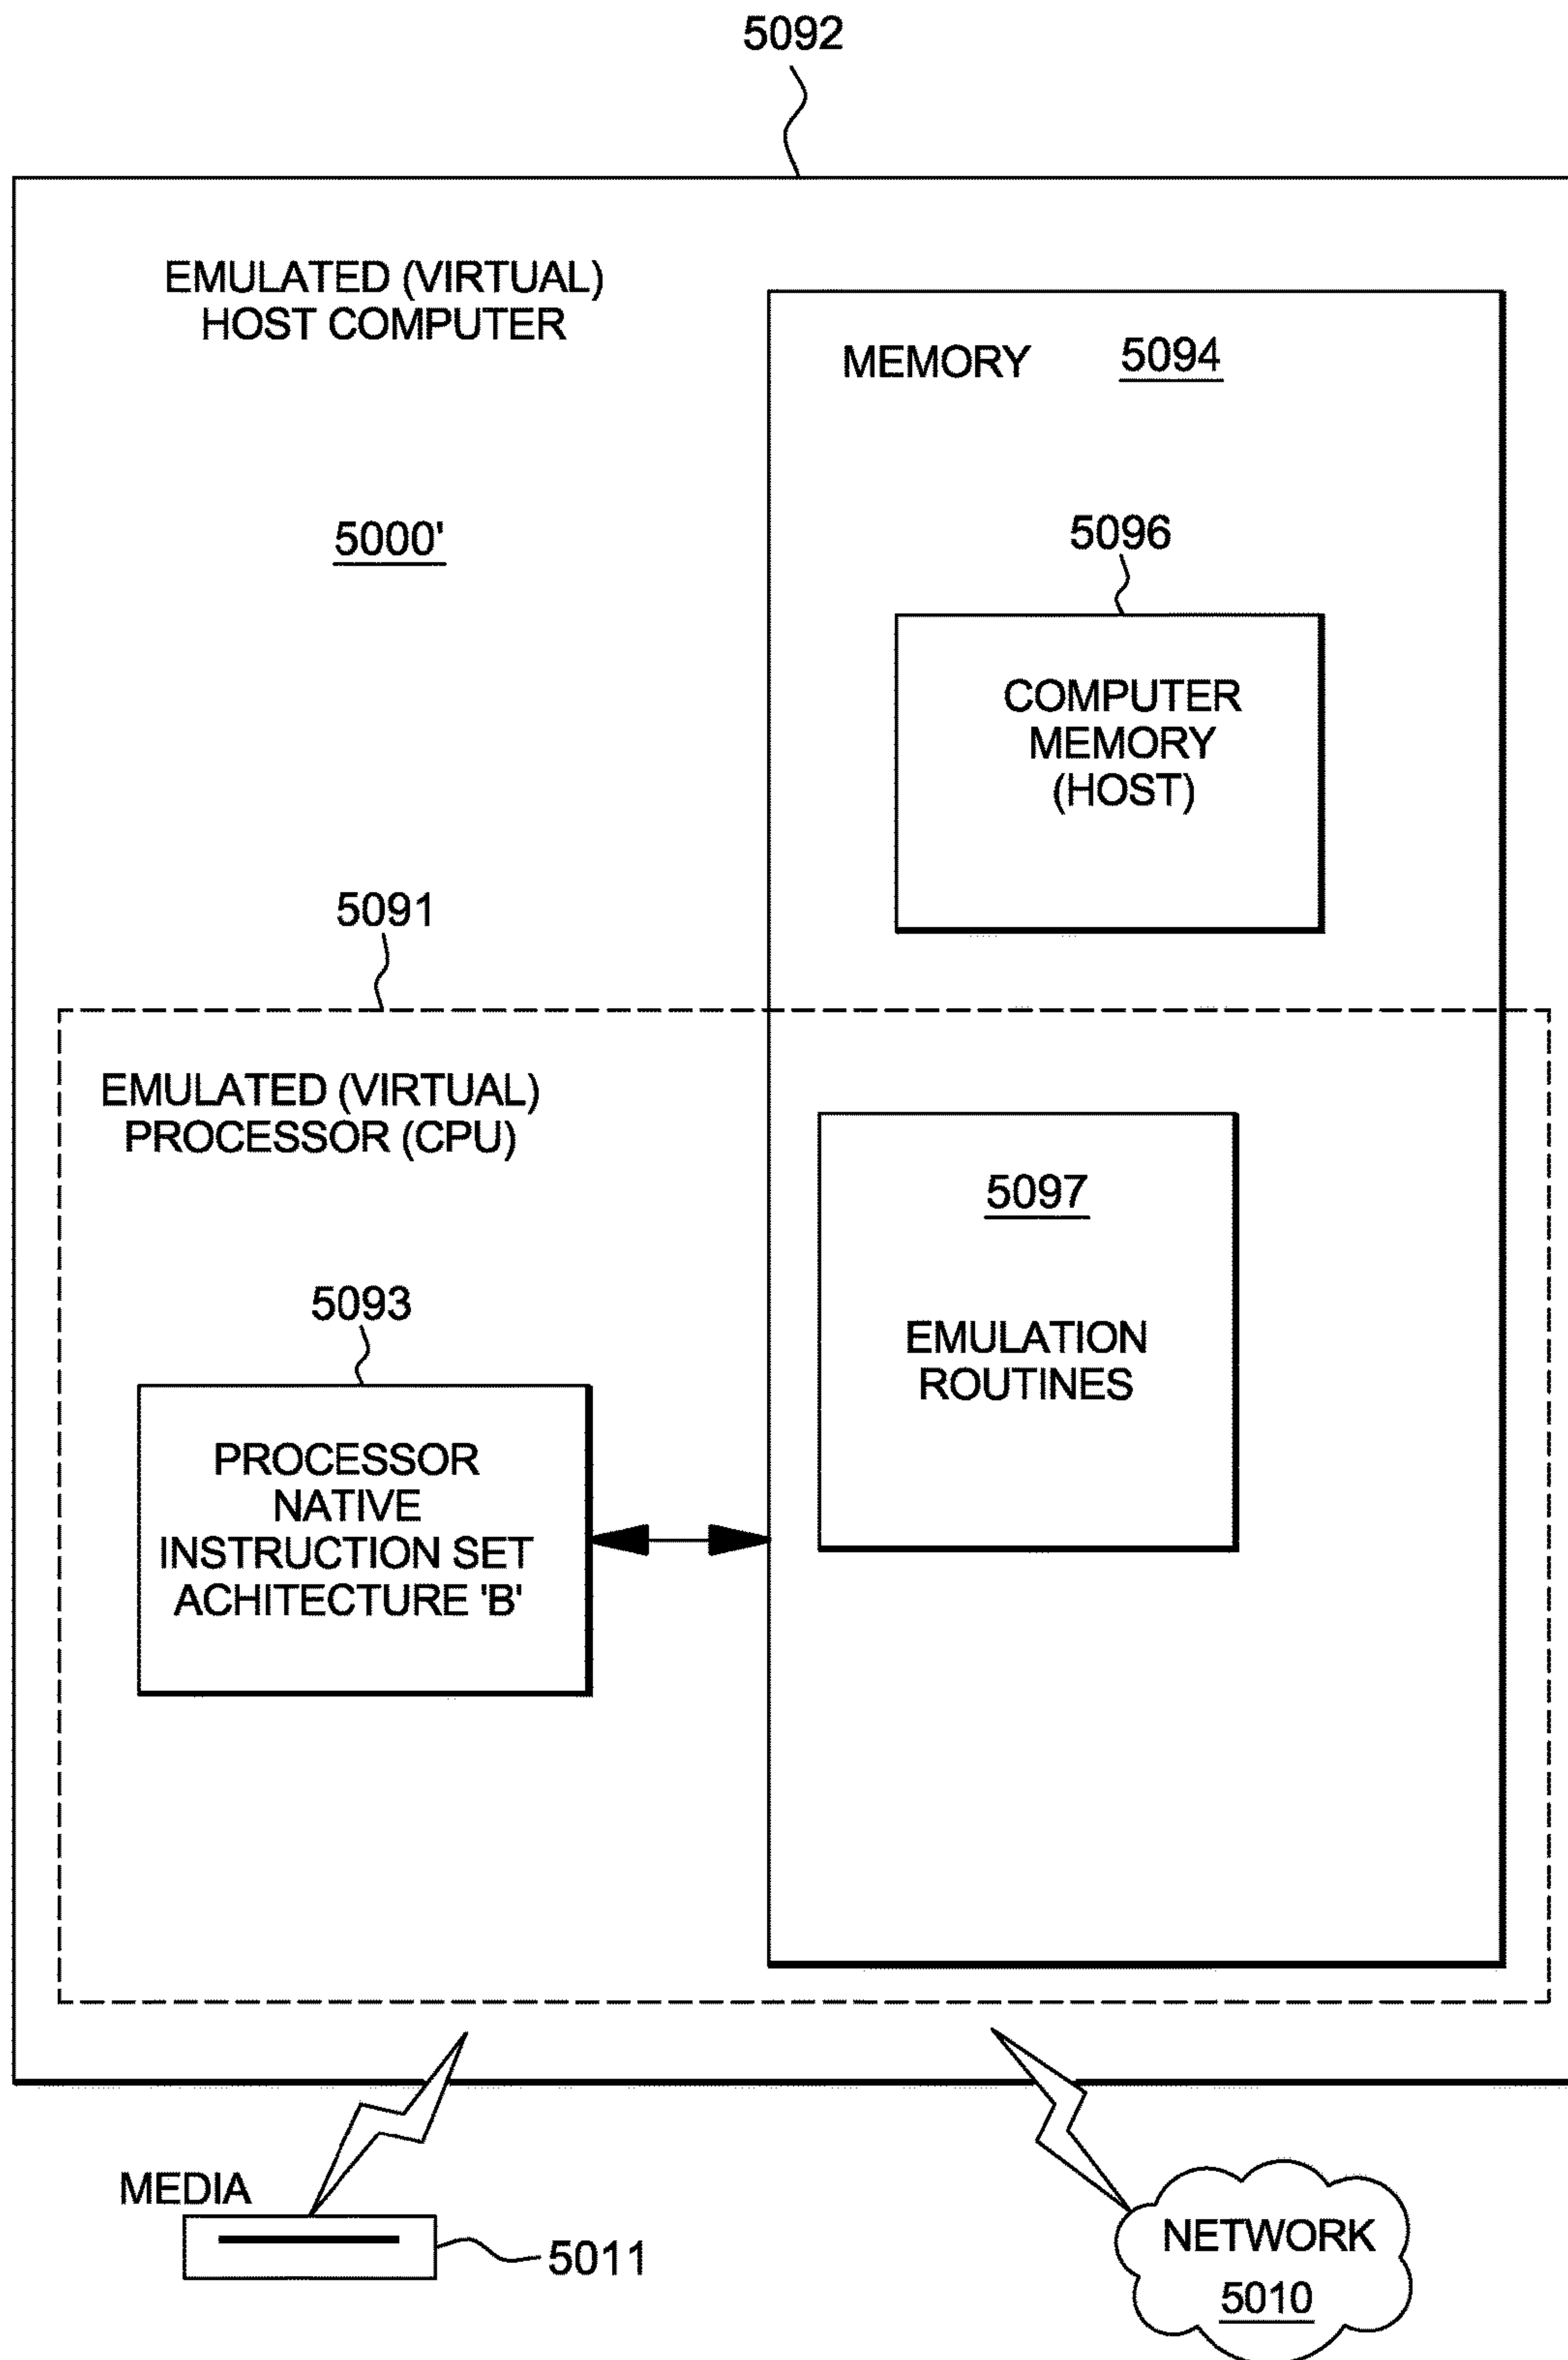 5092
EMULATED (VIRTUAL)
HOST COMPUTER
MEMORY 5094
5000'
5096
COMPUTER
MEMORY
(HOST)
5091
EMULATED (VIRTUAL)
PROCESSOR (CPU)
5097
EMULATION
ROUTINES
5093
PROCESSOR
NATIVE
INSTRUCTION SET
ACHITECTURE 'B'
MEDIA
5011
NETWORK
5010